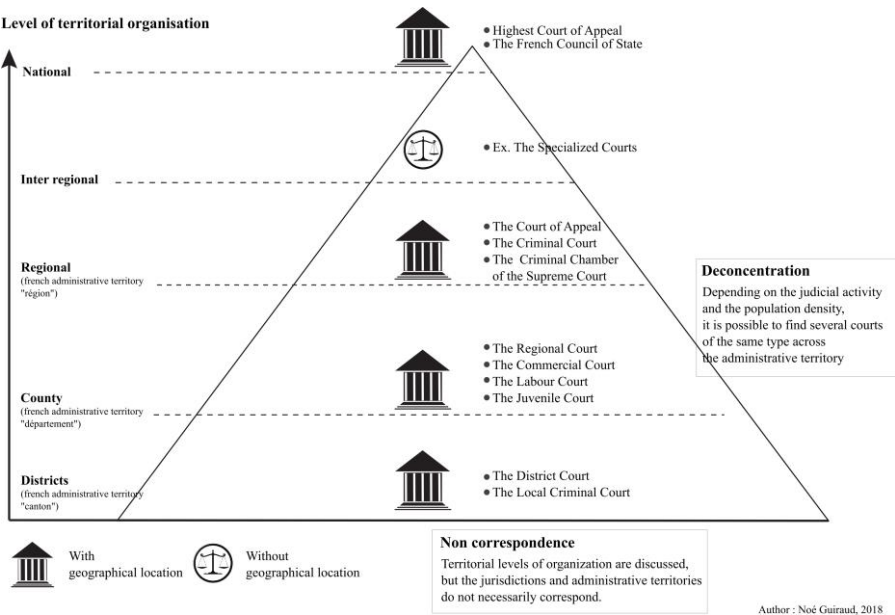 Level of territorial organisation
• Highest Court of Appeal
• The French Council of State
National
• Ex. The Specialized Courts
Inter regional
• The Court of Appeal
• The Criminal Court
• The Criminal Chamber
of the Supreme Court
Regional
(french administrative territory
"région")
Deconcentration
Depending on the judicial activity
and the population density,
it is possible to find several courts
of the same type across
the administrative territory
• The Regional Court
• The Commercial Court
• The Labour Court
• The Juvenile Court
County
(french administrative territory
"département")
• The District Court
• The Local Criminal Court
Districts
(french administrative territory
"canton")
With
geographical location
Without
geographical location
Non correspondence
Territorial levels of organization are discussed,
but the jurisdictions and administrative territories
do not necessarily correspond.
Author : Noé Guiraud, 2018